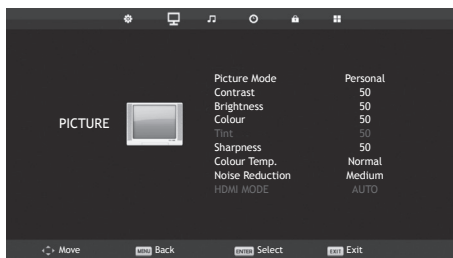 PICTURE
Picture Mode Personal
Contrast 50
Brightness 50
Colour 50
Tint 50
Sharpness 50
Colour Temp. Normal
Noise Reduction Medium
HDMI MODE AUTO
Move MENU Back ENTER Select EXIT Exit